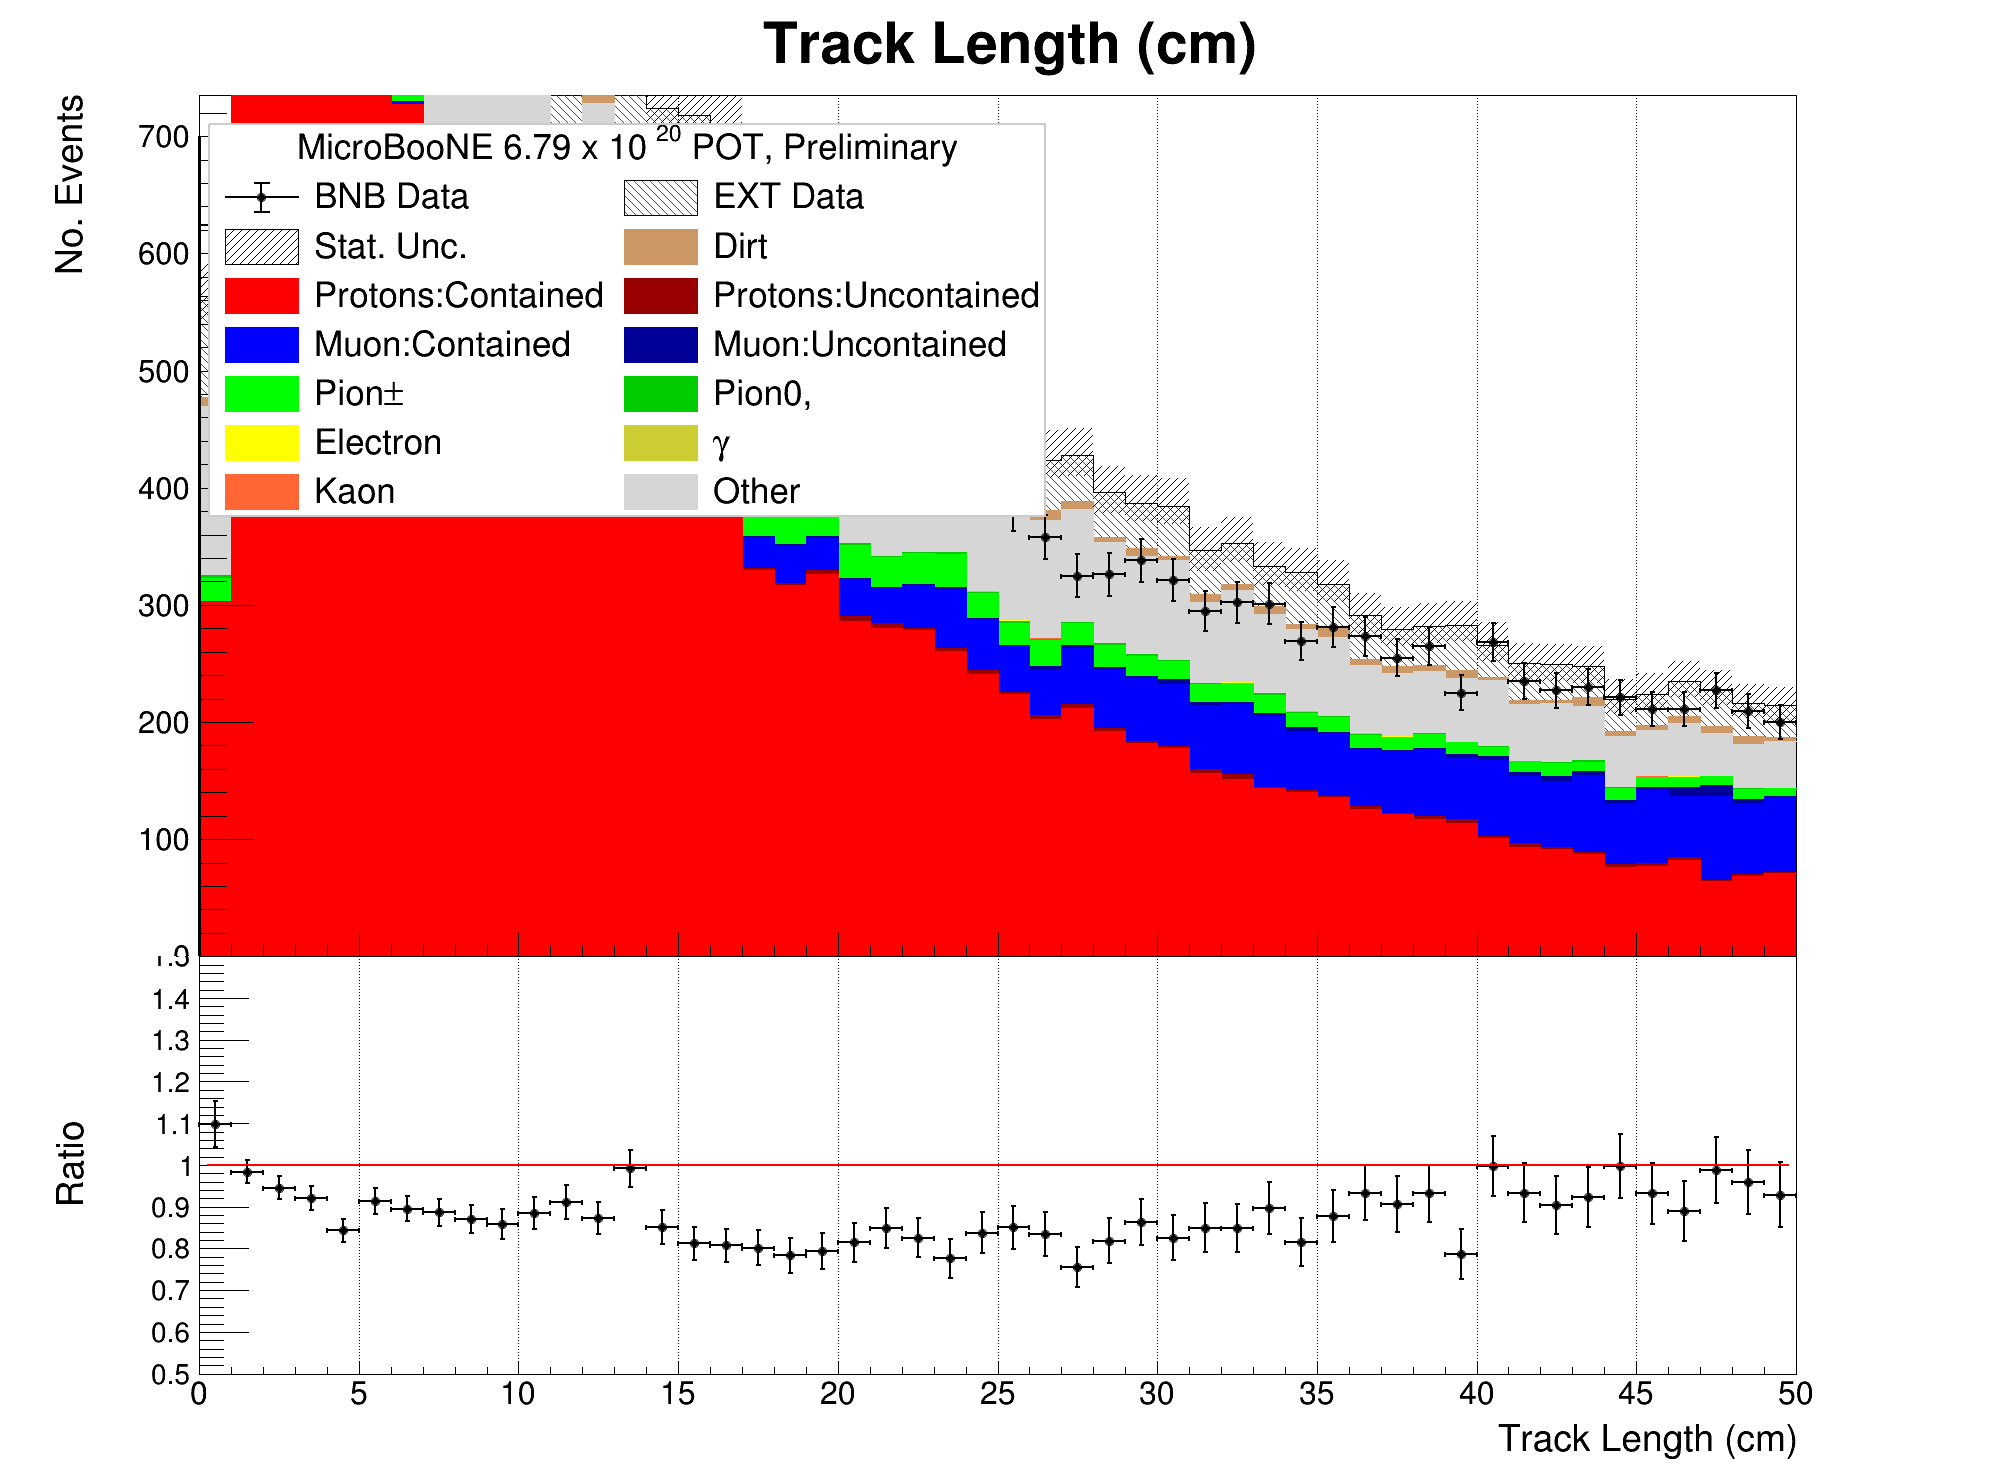 Track Length (cm)
No. Events
700
600
500
400
300
200
100
0
MicroBooNE 6.79 x 10 20 POT, Preliminary
BNB Data EXT Data
Stat. Unc. Dirt
Protons:Contained Protons:Uncontained
Muon:Contained Muon:Uncontained
Pion± Pion0,
Electron γ
Kaon Other
Ratio
1.5
1.4
1.3
1.2
1.1
1
0.9
0.8
0.7
0.6
0.5
0 5 10 15 20 25 30 35 40 45 50
Track Length (cm)